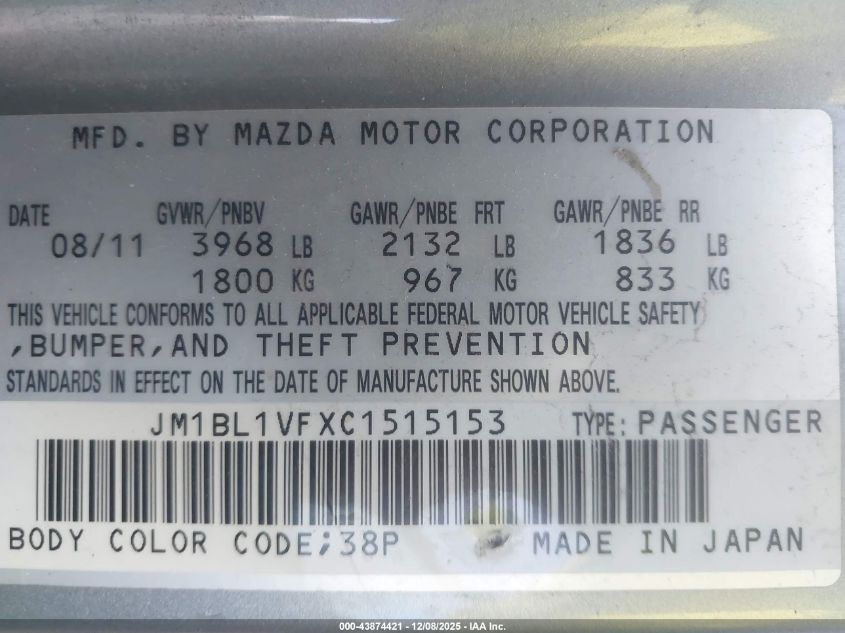 MFD. BY MAZDA MOTOR CORPORATION
DATE GVWR/PNBV GAWR/PNBE FRT GAWR/PNBE RR
08/11 3968 LB 2132 LB 1836 LB
1800 KG 967 KG 833 KG
THIS VEHICLE CONFORMS TO ALL APPLICABLE FEDERAL MOTOR VEHICLE SAFETY
,BUMPER,AND THEFT PREVENTION
STANDARDS IN EFFECT ON THE DATE OF MANUFACTURE SHOWN ABOVE.
JM1BL1VFXC1515153 TYPE: PASSENGER
BODY COLOR CODE;38P MADE IN JAPAN
000-43874421 - 12/08/2025 - IAA Inc.